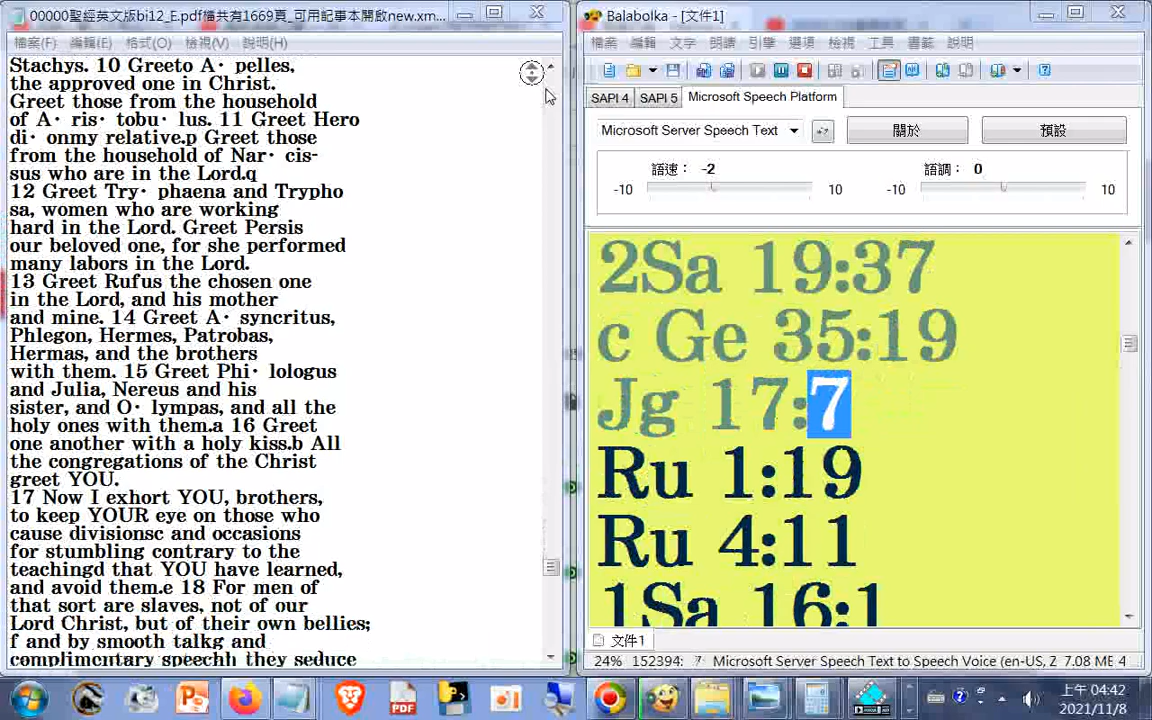 00000聖經英文版bi12_E.pdf檔共有1669頁_可用記事本開啟new.xm...
檔案(F) 編輯(E) 格式(O) 檢視(V) 說明(H)
Stachys. 10 Greeto A· pelles,
the approved one in Christ.
Greet those from the household
of A· ris· tobu· lus. 11 Greet Hero
di· onmy relative.p Greet those
from the household of Nar· cis-
sus who are in the Lord.q
12 Greet Try· phaena and Trypho
sa, women who are working
hard in the Lord. Greet Persis
our beloved one, for she performed
many labors in the Lord.
13 Greet Rufus the chosen one
in the Lord, and his mother
and mine. 14 Greet A· syncritus,
Phlegon, Hermes, Patrobas,
Hermas, and the brothers
with them. 15 Greet Phi· lologus
and Julia, Nereus and his
sister, and O· lympas, and all the
holy ones with them.a 16 Greet
one another with a holy kiss.b All
the congregations of the Christ
greet YOU.
17 Now I exhort YOU, brothers,
to keep YOUR eye on those who
cause divisionsc and occasions
for stumbling contrary to the
teachingd that YOU have learned,
and avoid them.e 18 For men of
that sort are slaves, not of our
Lord Christ, but of their own bellies;
f and by smooth talkg and
complimentary speechh they seduce
Balabolka - [文件1]
檔案 編輯 文字 朗讀 引擎 選項 檢視 工具 書籤 說明
SAPI 4 SAPI 5 Microsoft Speech Platform
Microsoft Server Speech Text 關於 預設
語速： -2 語調： 0
-10 10 -10 10
2Sa 19:37
c Ge 35:19
Jg 17:7
Ru 1:19
Ru 4:11
1Sa 16:1
文件1
24% 152394: 7 Microsoft Server Speech Text to Speech Voice (en-US, Z 7.08 ME 4
PDF
上午 04:42
2021/11/8